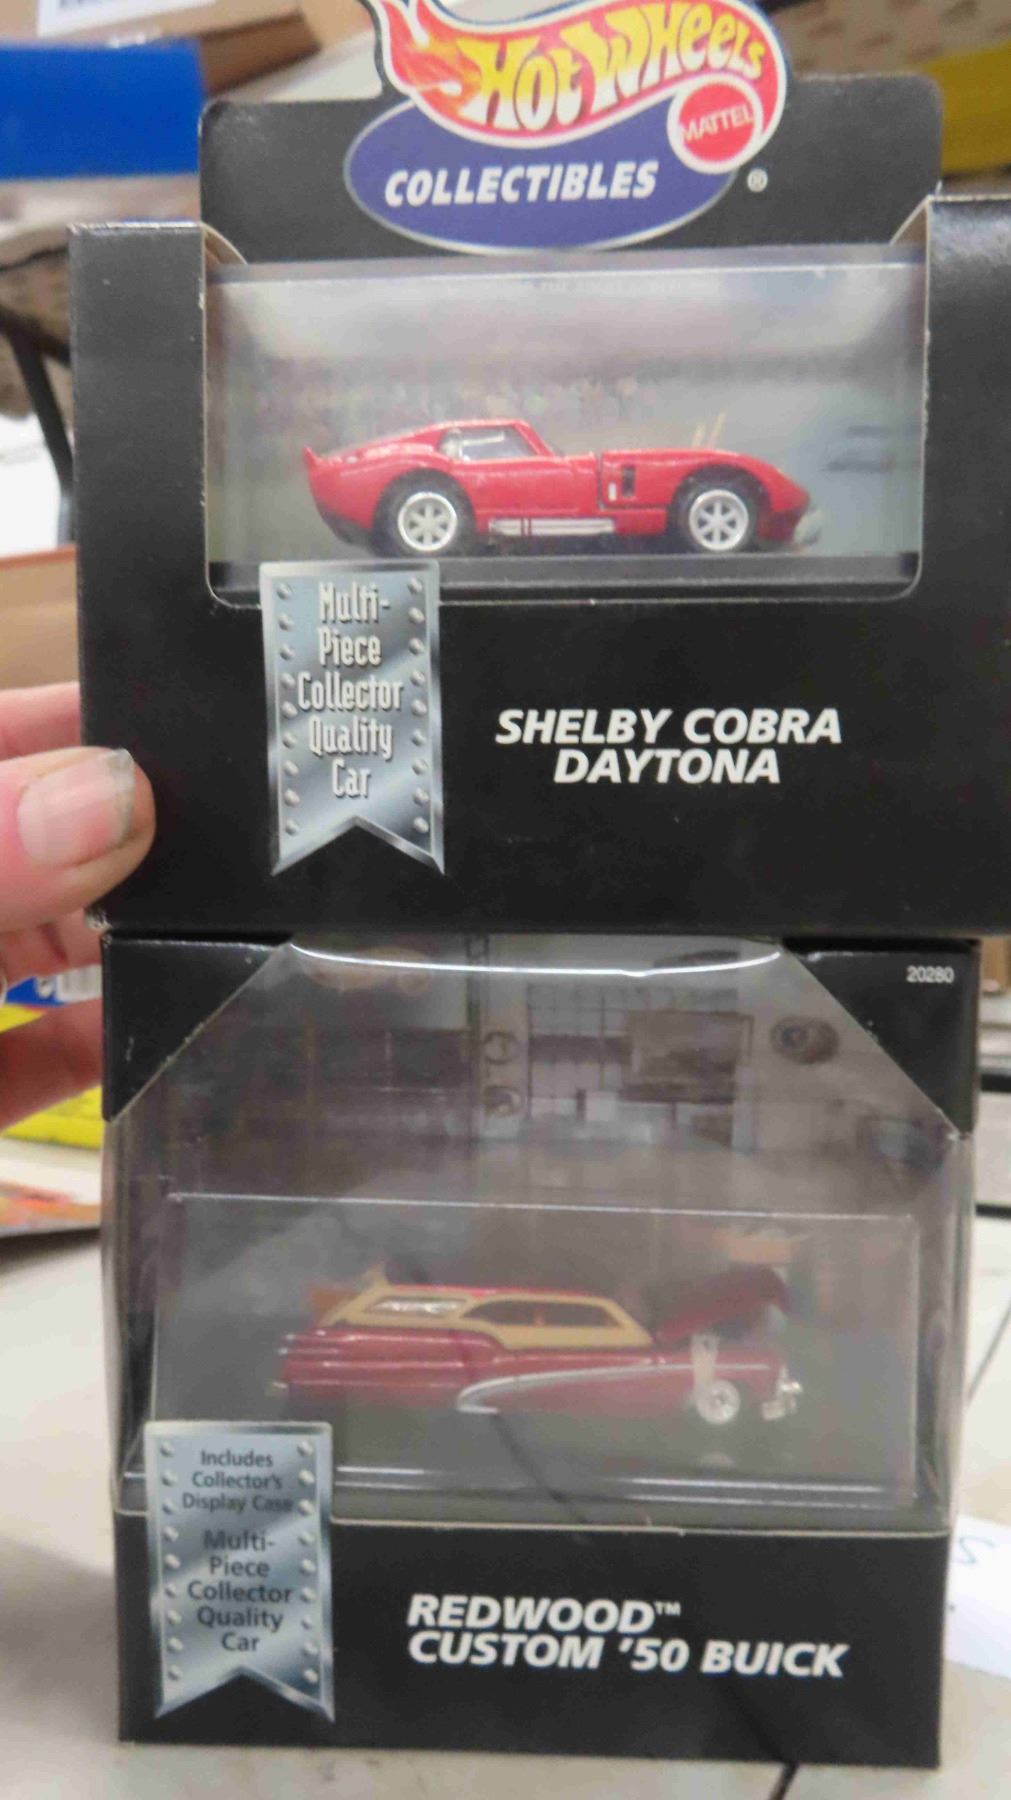 HOT WHEELS
MATTEL
COLLECTIBLES
®
Multi-
Piece
Collector
Quality
Car
SHELBY COBRA
DAYTONA
20280
Includes
Collector's
Display Case
Multi-
Piece
Collector
Quality
Car
REDWOOD™
CUSTOM '50 BUICK